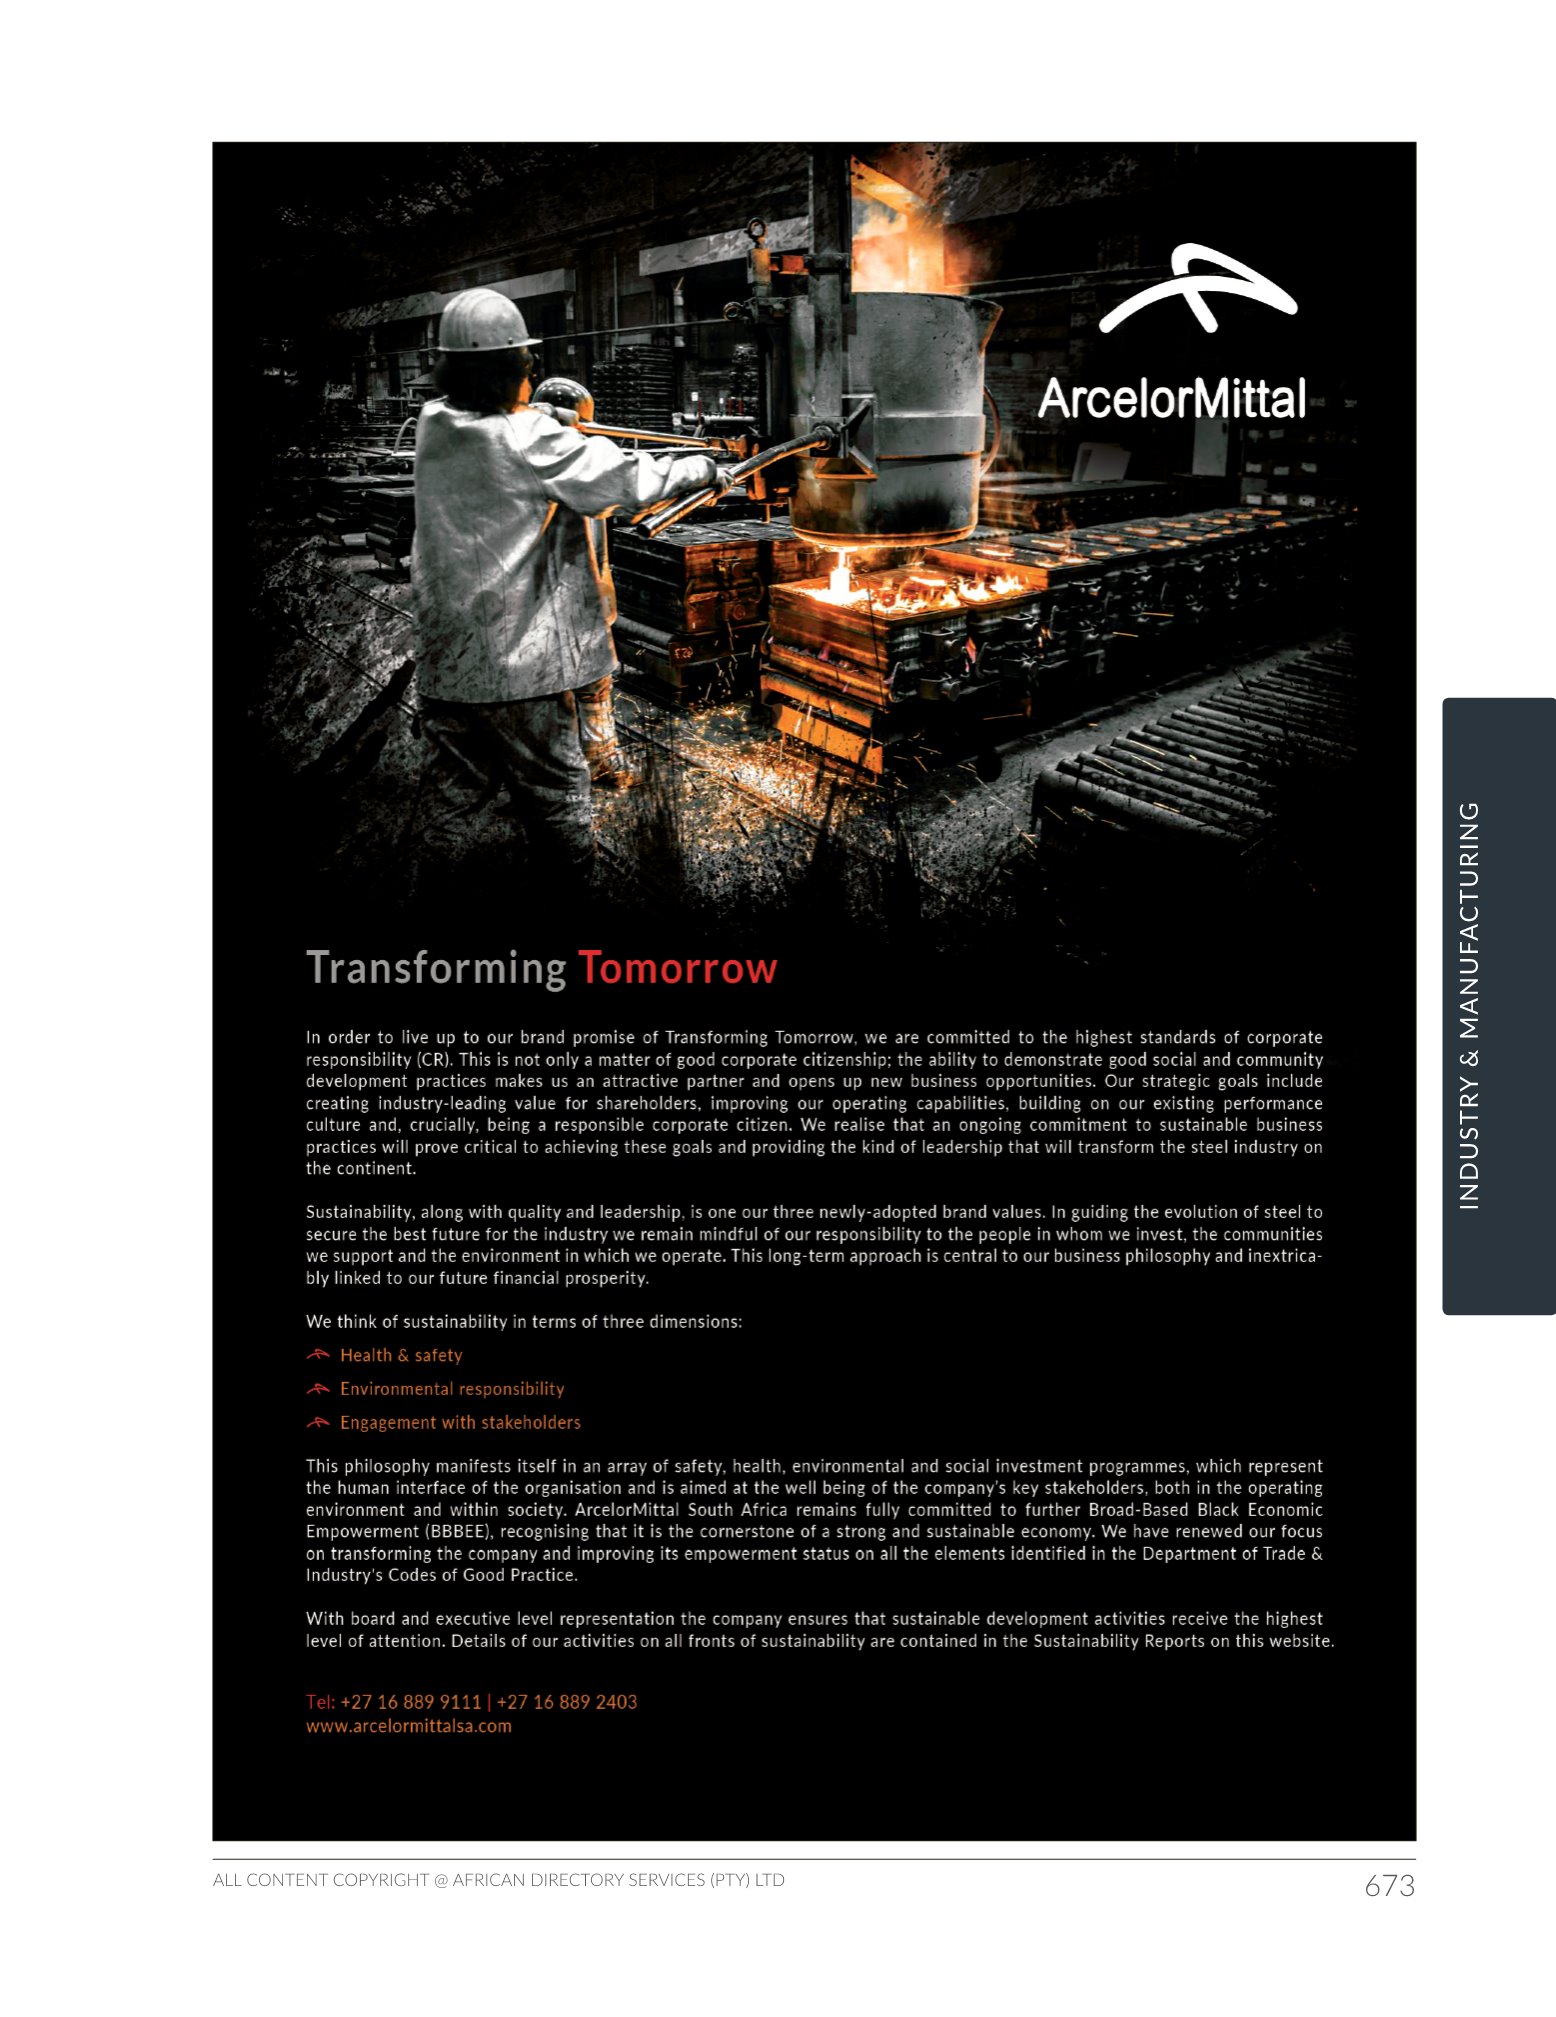 ArcelorMittal
Transforming Tomorrow
In order to live up to our brand promise of Transforming Tomorrow, we are committed to the highest standards of corporate
responsibility (CR). This is not only a matter of good corporate citizenship; the ability to demonstrate good social and community
development practices makes us an attractive partner and opens up new business opportunities. Our strategic goals include
creating industry-leading value for shareholders, improving our operating capabilities, building on our existing performance
culture and, crucially, being a responsible corporate citizen. We realise that an ongoing commitment to sustainable business
practices will prove critical to achieving these goals and providing the kind of leadership that will transform the steel industry on
the continent.
Sustainability, along with quality and leadership, is one our three newly-adopted brand values. In guiding the evolution of steel to
secure the best future for the industry we remain mindful of our responsibility to the people in whom we invest, the communities
we support and the environment in which we operate. This long-term approach is central to our business philosophy and inextrica-
bly linked to our future financial prosperity.
We think of sustainability in terms of three dimensions:
Health & safety
Environmental responsibility
Engagement with stakeholders
This philosophy manifests itself in an array of safety, health, environmental and social investment programmes, which represent
the human interface of the organisation and is aimed at the well being of the company's key stakeholders, both in the operating
environment and within society. ArcelorMittal South Africa remains fully committed to further Broad-Based Black Economic
Empowerment (BBBEE), recognising that it is the cornerstone of a strong and sustainable economy. We have renewed our focus
on transforming the company and improving its empowerment status on all the elements identified in the Department of Trade &
Industry's Codes of Good Practice.
With board and executive level representation the company ensures that sustainable development activities receive the highest
level of attention. Details of our activities on all fronts of sustainability are contained in the Sustainability Reports on this website.
Tel: +27 16 889 9111 | +27 16 889 2403
www.arcelormittalsa.com
INDUSTRY & MANUFACTURING
ALL CONTENT COPYRIGHT @ AFRICAN DIRECTORY SERVICES (PTY) LTD
673